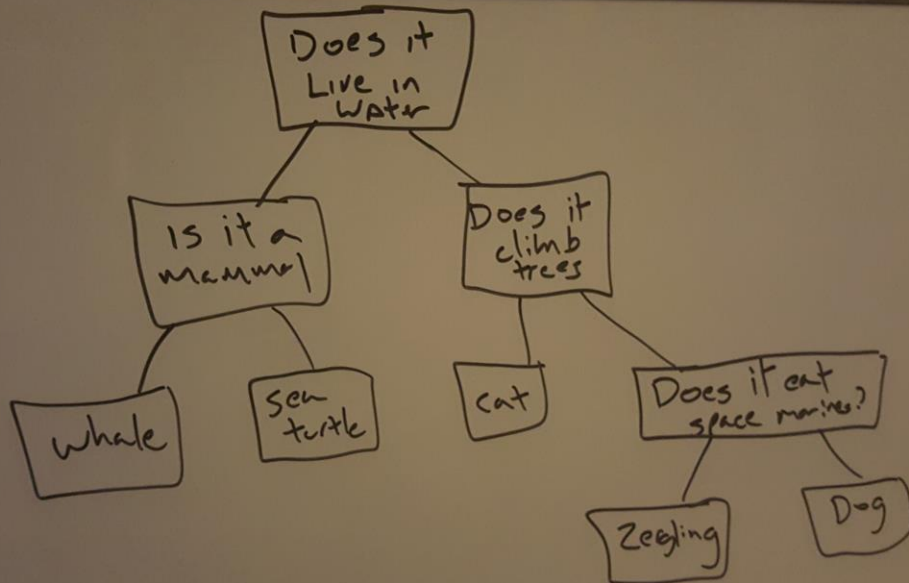 Does it
Live in
Water
Is it a
mammal
Does it
climb
trees
whale
sea
turtle
cat
Does it eat
space marines?
Zergling
Dog